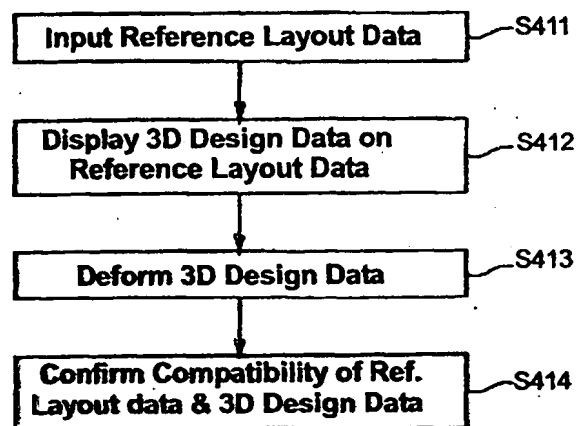 Input Reference Layout Data
S411
Display 3D Design Data on
Reference Layout Data
S412
Deform 3D Design Data
S413
Confirm Compatibility of Ref.
Layout data & 3D Design Data
S414